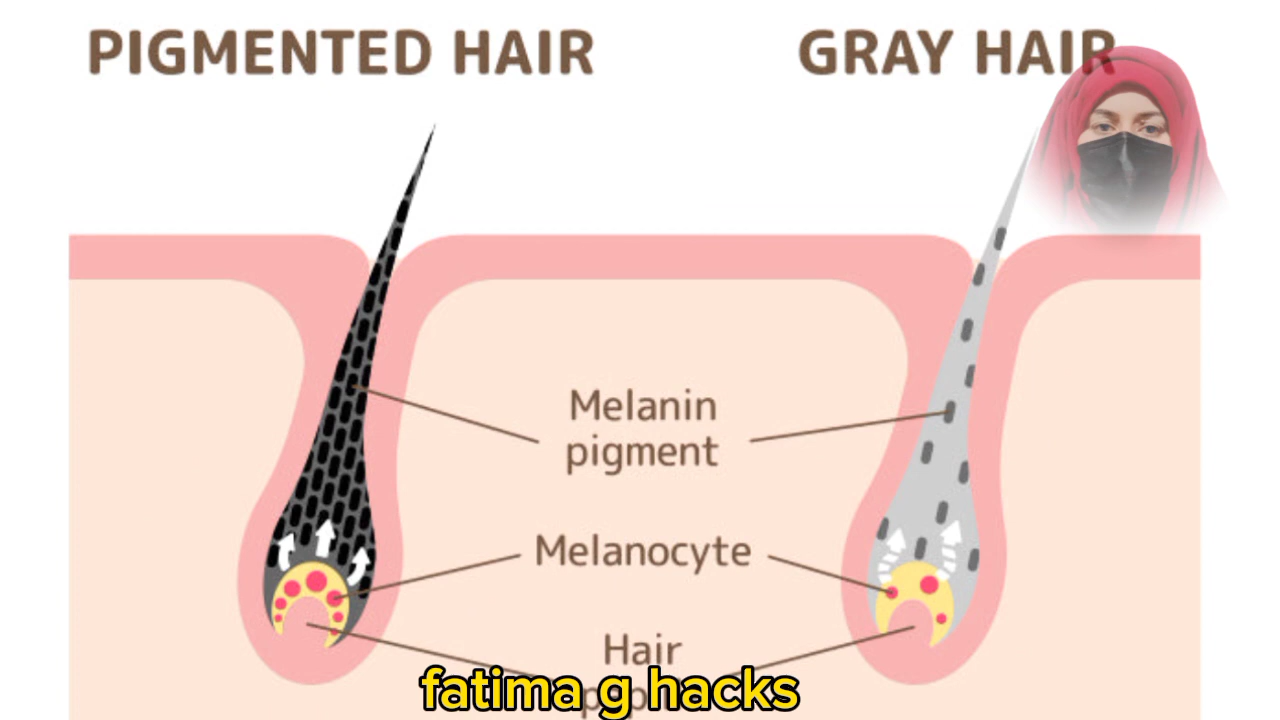 PIGMENTED HAIR
GRAY HAIR
Melanin
pigment
Melanocyte
Hair
fatima g hacks